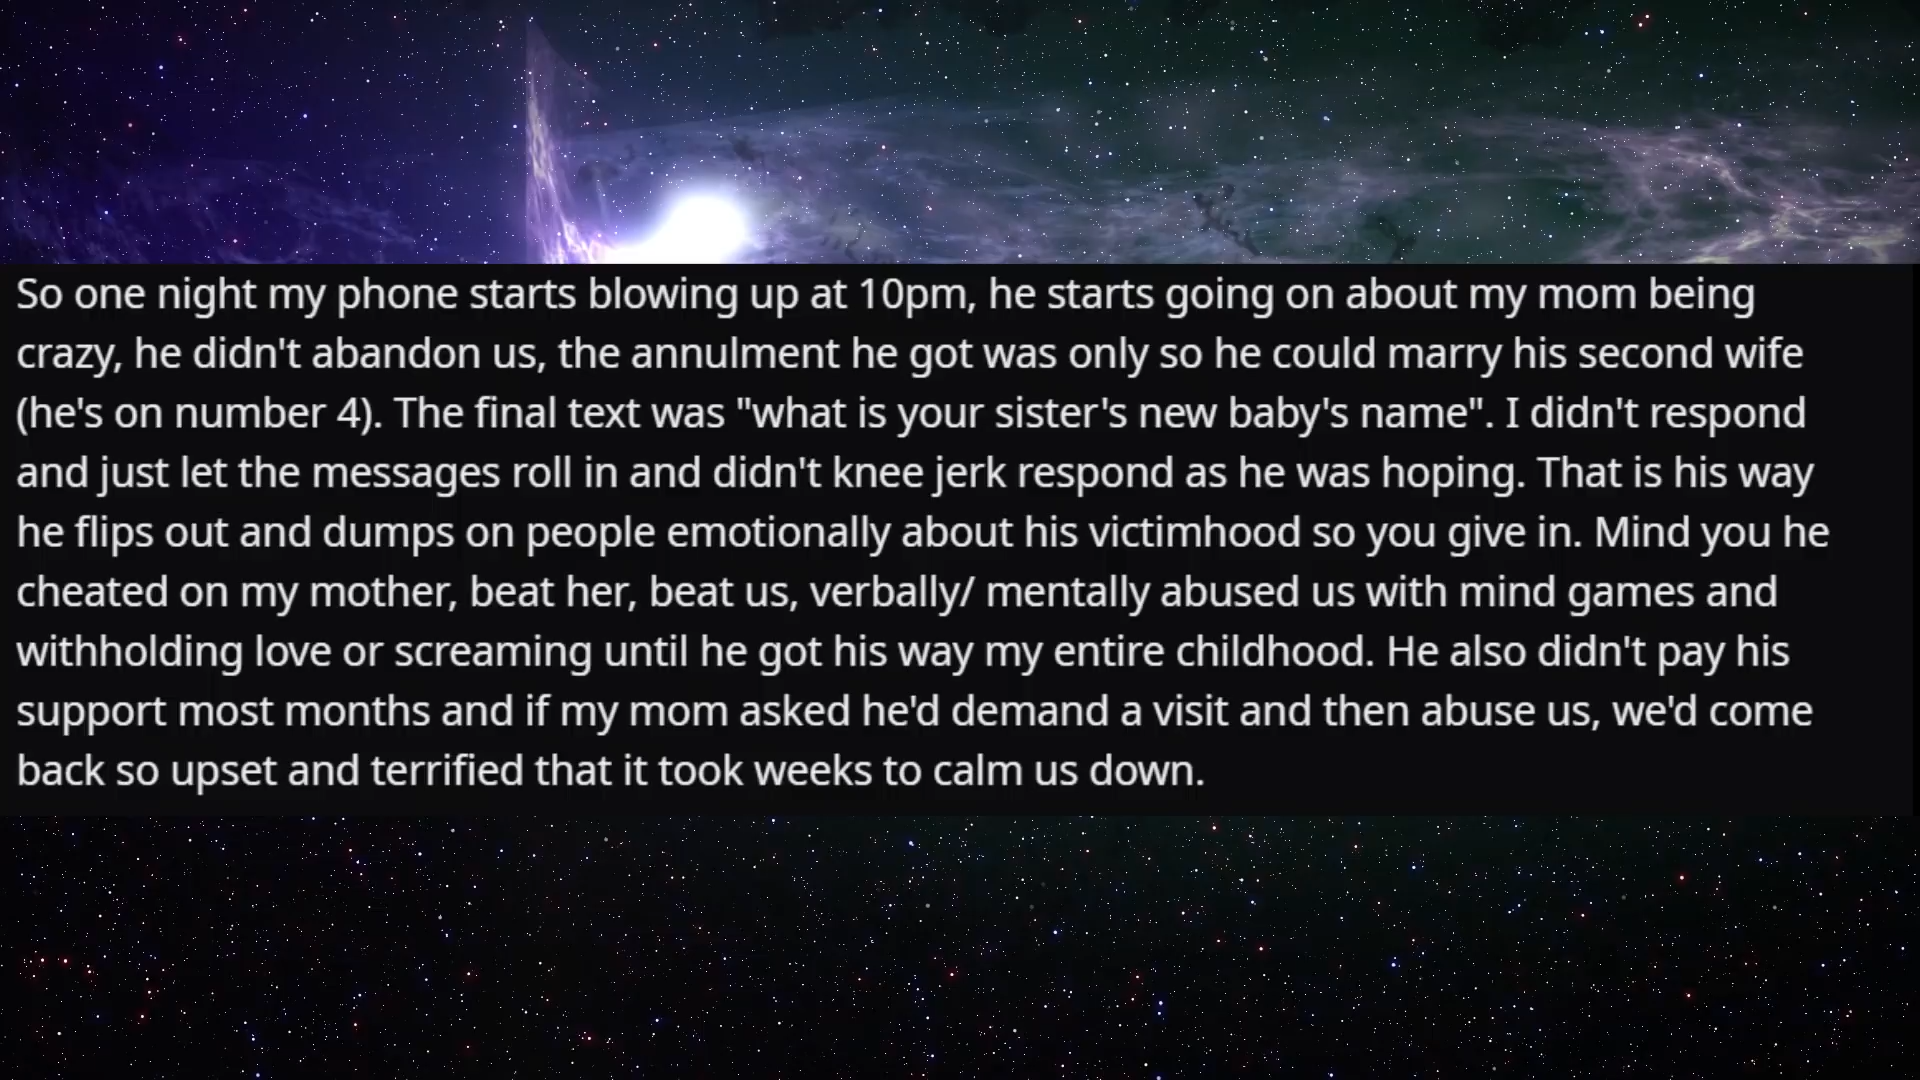 So one night my phone starts blowing up at 10pm, he starts going on about my mom being
crazy, he didn't abandon us, the annulment he got was only so he could marry his second wife
(he's on number 4). The final text was "what is your sister's new baby's name". I didn't respond
and just let the messages roll in and didn't knee jerk respond as he was hoping. That is his way
he flips out and dumps on people emotionally about his victimhood so you give in. Mind you he
cheated on my mother, beat her, beat us, verbally/ mentally abused us with mind games and
withholding love or screaming until he got his way my entire childhood. He also didn't pay his
support most months and if my mom asked he'd demand a visit and then abuse us, we'd come
back so upset and terrified that it took weeks to calm us down.